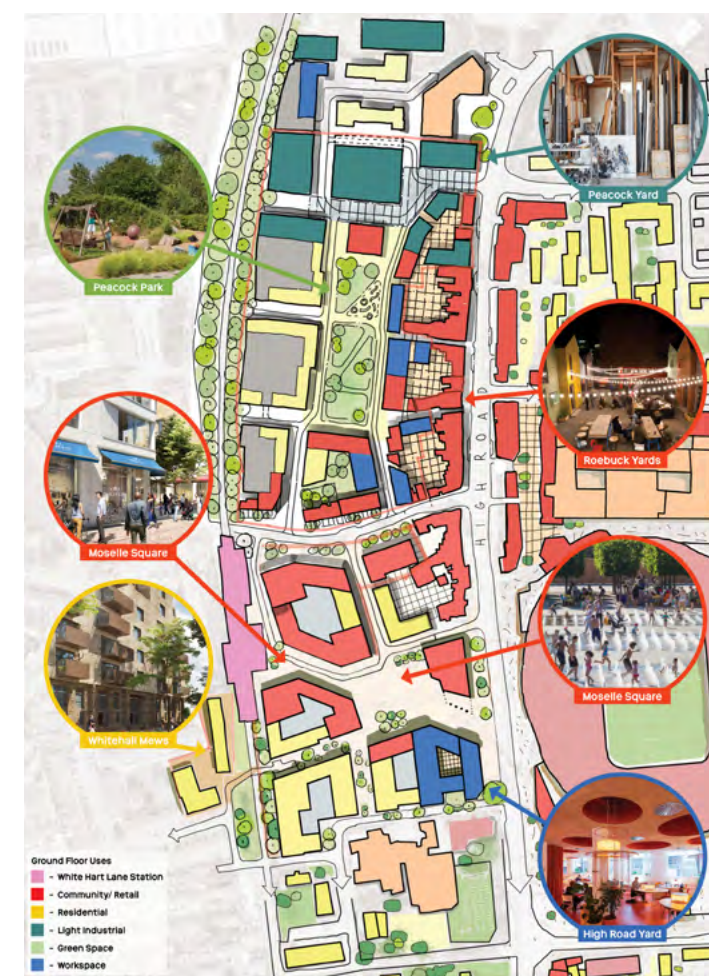 Peacock Yard
Peacock Park
HIGH ROAD
Roebuck Yards
Moselle Square
Moselle Square
Whitehall Mews
High Road Yard
Ground Floor Uses
- White Hart Lane Station
- Community/ Retail
- Residential
- Light Industrial
- Green Space
- Workspace